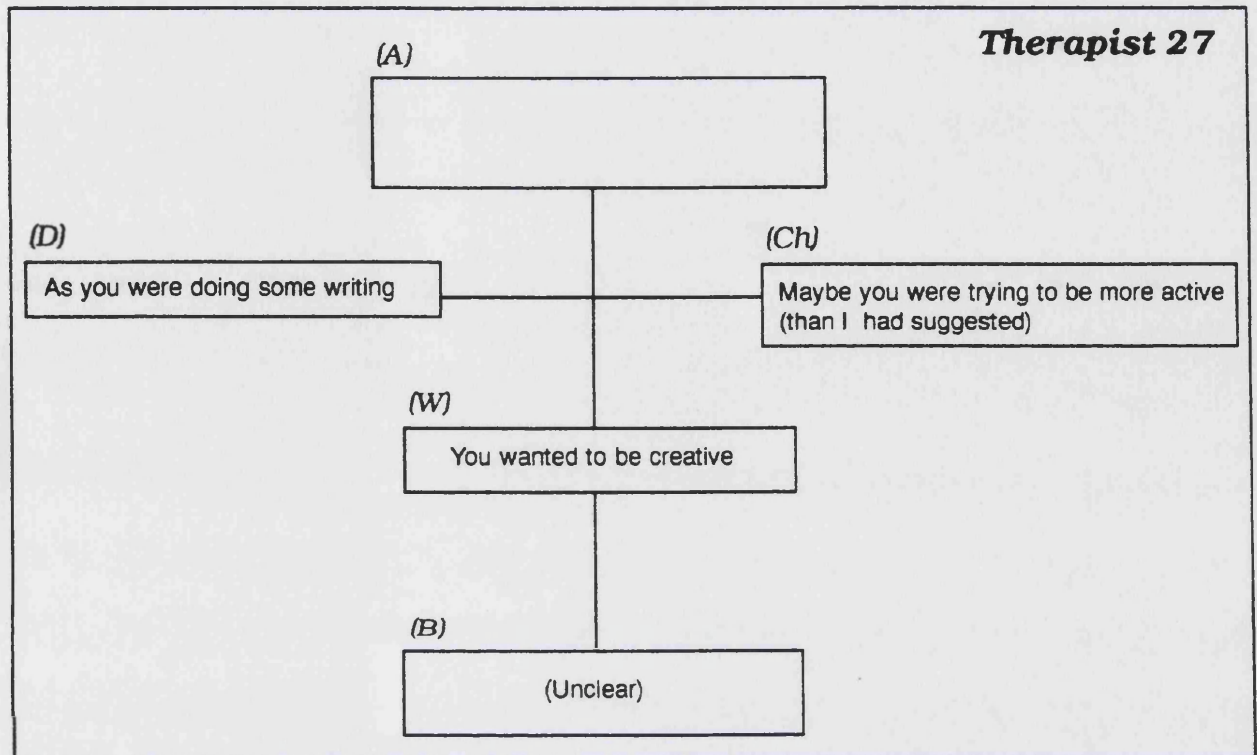 Therapist 27
(A)
(D)
As you were doing some writing
(Ch)
Maybe you were trying to be more active
(than I had suggested)
(W)
You wanted to be creative
(B)
(Unclear)